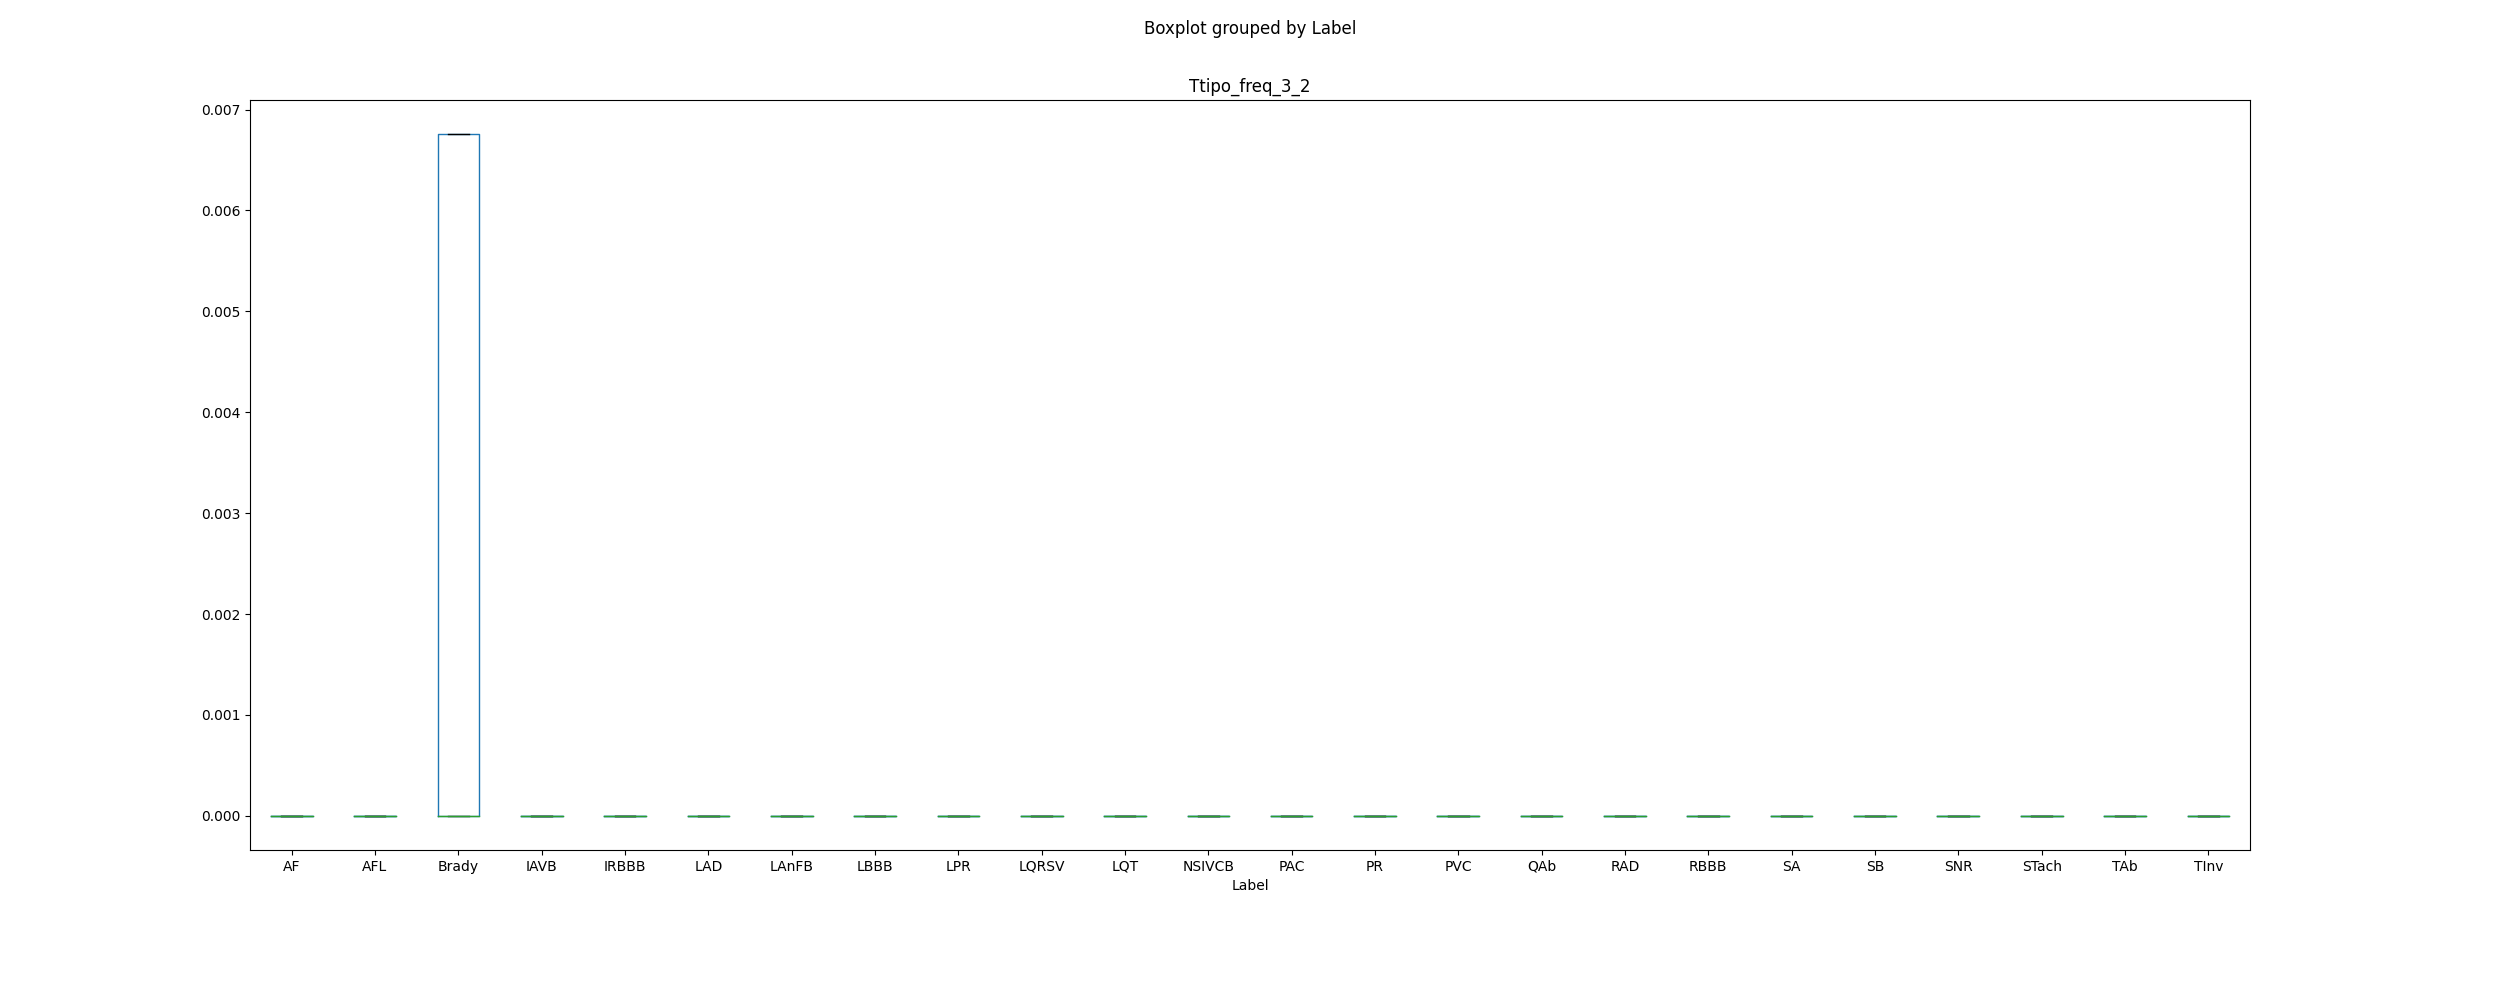 Boxplot grouped by Label
Ttipo_freq_3_2
0.007
0.006
0.005
0.004
0.003
0.002
0.001
0.000
AF AFL Brady IAVB IRBBB LAD LAnFB LBBB LPR LQRSV LQT NSIVCB PAC PR PVC QAb RAD RBBB SA SB SNR STach TAb TInv
Label